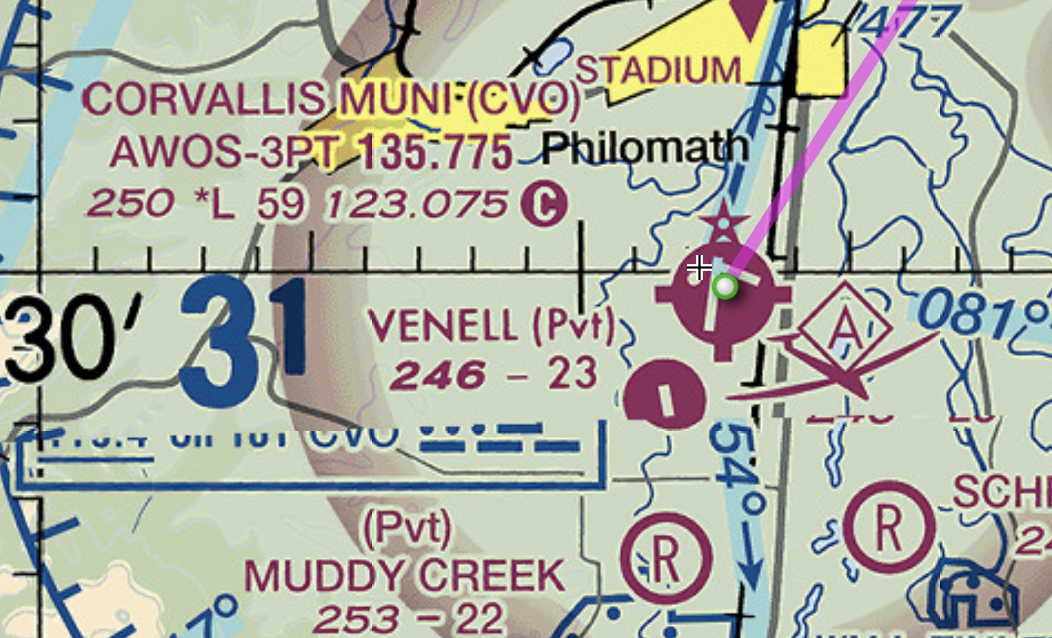 477
STADIUM
CORVALLIS MUNI (CVO)
AWOS-3PT 135.775
Philomath
250 *L 59 123.075 C
30'
31
VENELL (Pvt)
246 - 23
A
081°
CVO
54°
R
R
SCH
(Pvt)
MUDDY CREEK
253 - 22